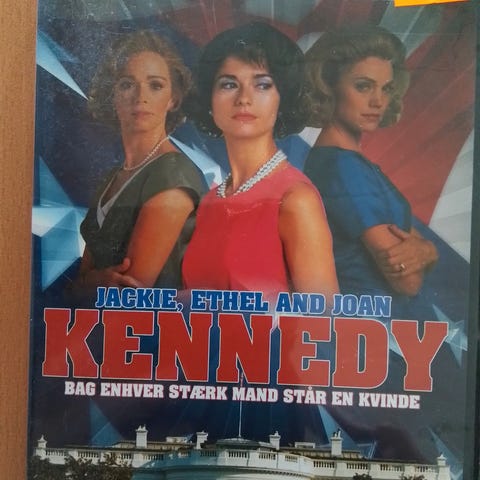 JACKIE, ETHEL AND JOAN
KENNEDY
BAG ENHVER STÆRK MAND STÅR EN KVINDE